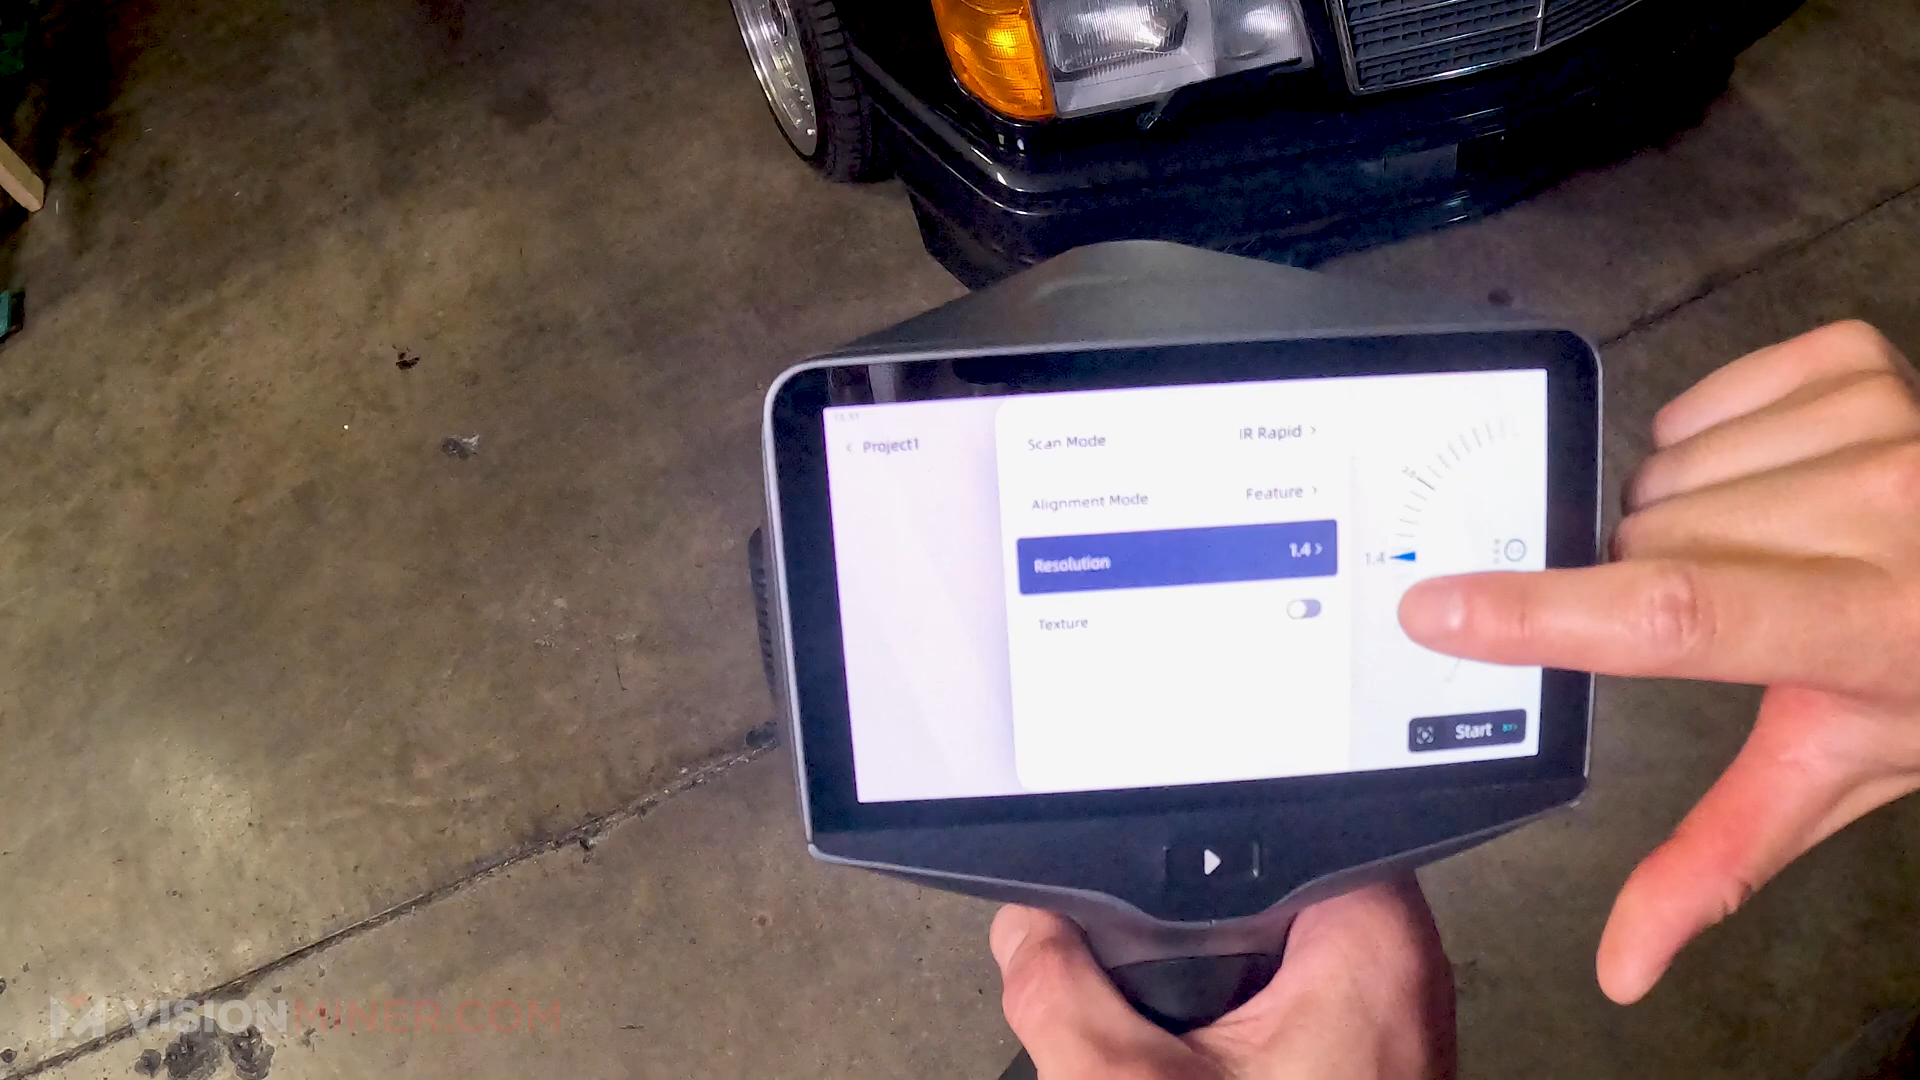 Project1
Scan Mode
IR Rapid
Alignment Mode
Feature
Resolution
1.4
1.4
Texture
Start
VISIONMINER.COM